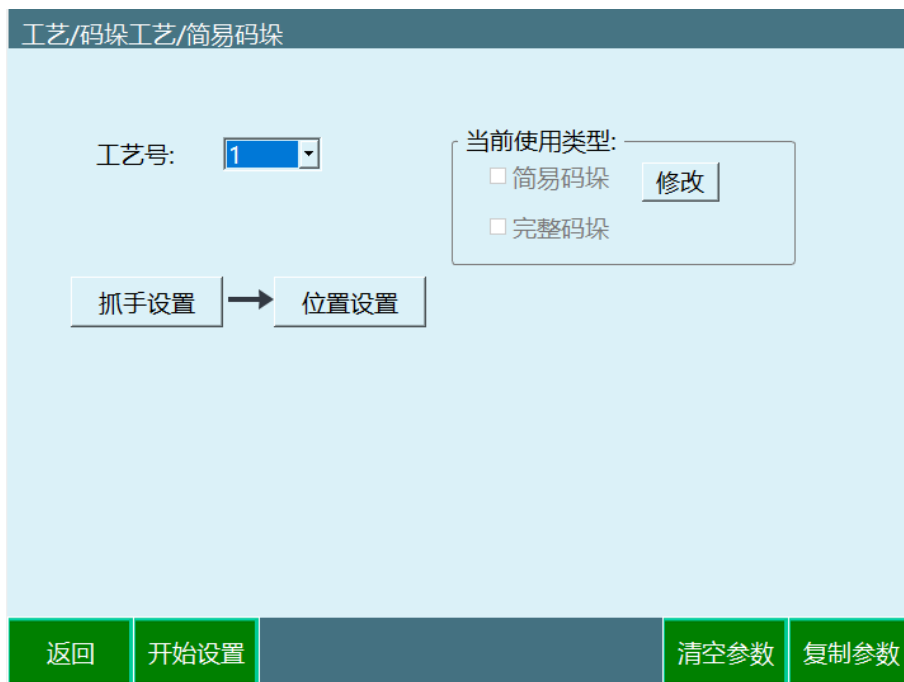 工艺/码垛工艺/简易码垛
工艺号: 1
当前使用类型:
简易码垛 修改
完整码垛
抓手设置 位置设置
返回 开始设置 清空参数 复制参数